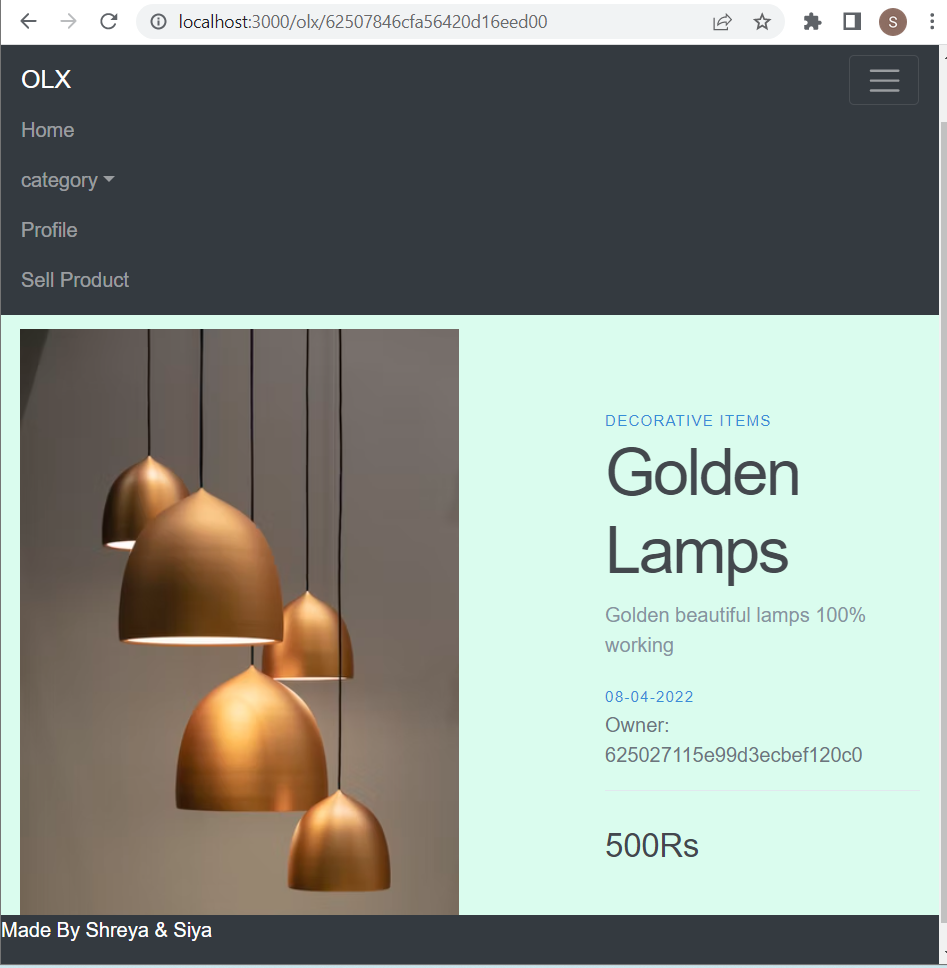 localhost:3000/olx/62507846cfa56420d16eed00
S
OLX
Home
category
Profile
Sell Product
DECORATIVE ITEMS
Golden
Lamps
Golden beautiful lamps 100%
working
08-04-2022
Owner:
625027115e99d3ecbef120c0
500Rs
Made By Shreya & Siya